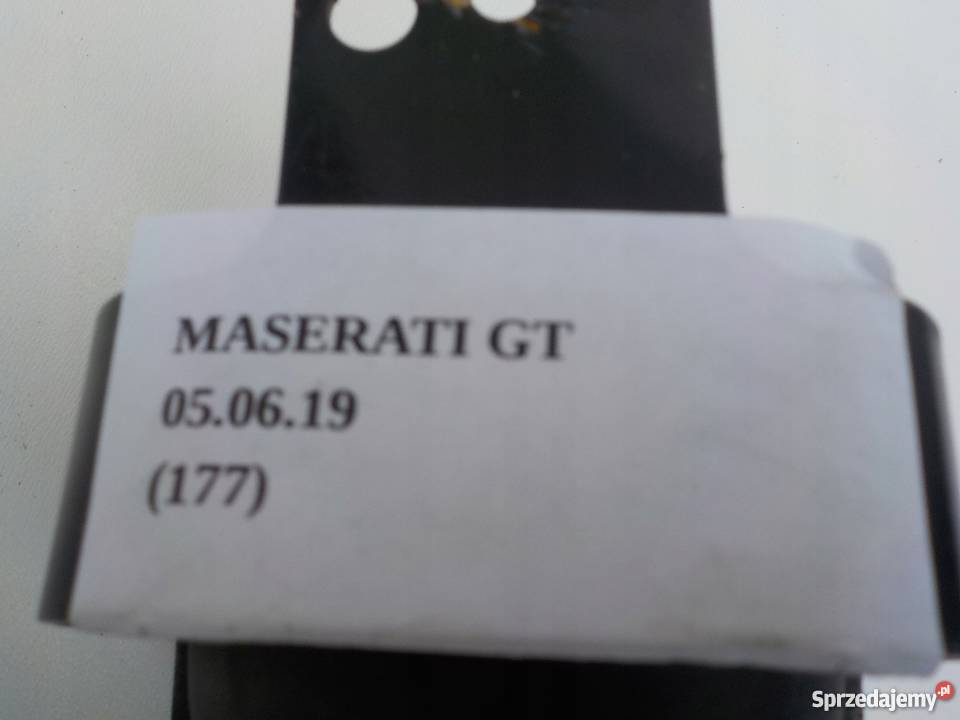 MASERATI GT
05.06.19
(177)
Sprzedajemy.pl